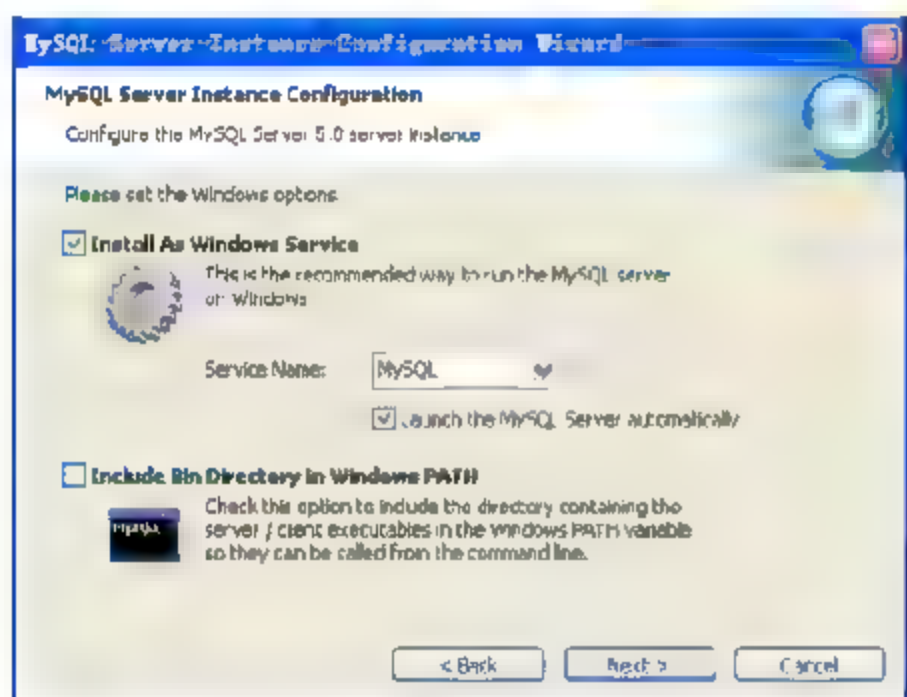 MySQL Server Instance Configuration Wizard
MySQL Server Instance Configuration
Configure the MySQL Server 5.0 server instance
Please set the Windows options.
Install As Windows Service
This is the recommended way to run the MySQL server
on Windows
Service Name: MySQL
Launch the MySQL Server automatically
Include Bin Directory in Windows PATH
Check this option to include the directory containing the
server / client executables in the Windows PATH variable
so they can be called from the command line.
< Back Next > Cancel